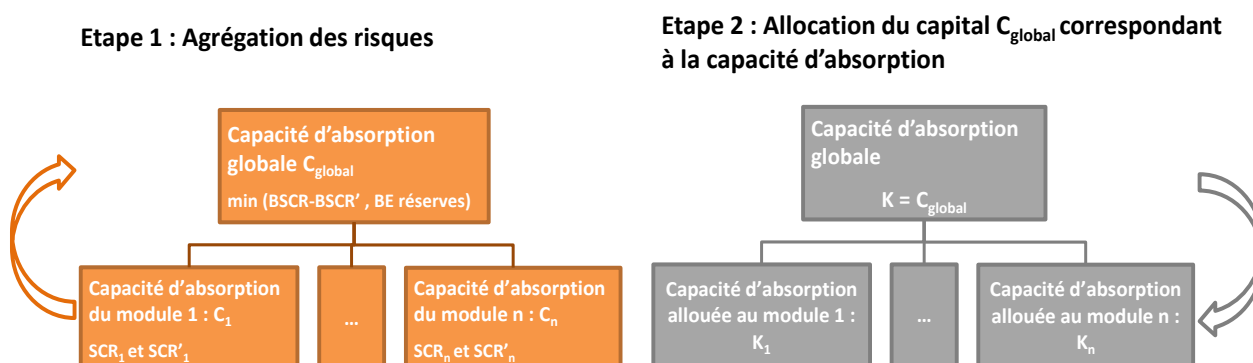 Etape 1 : Agrégation des risques
Capacité d'absorption
globale Cglobal
min (BSCR-BSCR' , BE réserves)
Capacité d'absorption
du module 1 : C1
SCR1 et SCR'1
...
Capacité d'absorption
du module n : Cn
SCRn et SCR'n
Etape 2 : Allocation du capital Cglobal correspondant
à la capacité d'absorption
Capacité d'absorption
globale
K = Cglobal
Capacité d'absorption
allouée au module 1 :
K1
...
Capacité d'absorption
allouée au module n :
Kn